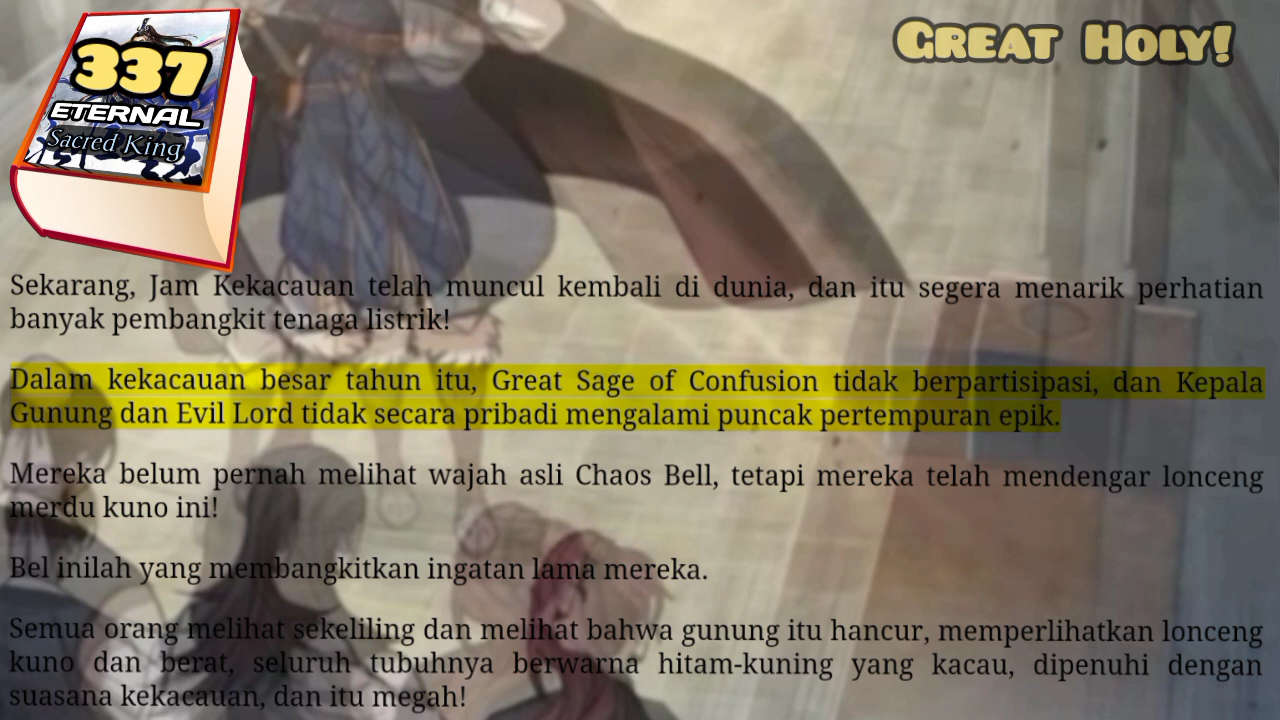 337
ETERNAL
Sacred King
GREAT HOLY!
Sekarang, Jam Kekacauan telah muncul kembali di dunia, dan itu segera menarik perhatian
banyak pembangkit tenaga listrik!
Dalam kekacauan besar tahun itu, Great Sage of Confusion tidak berpartisipasi, dan Kepala
Gunung dan Evil Lord tidak secara pribadi mengalami puncak pertempuran epik.
Mereka belum pernah melihat wajah asli Chaos Bell, tetapi mereka telah mendengar lonceng
merdu kuno ini!
Bel inilah yang membangkitkan ingatan lama mereka.
Semua orang melihat sekeliling dan melihat bahwa gunung itu hancur, memperlihatkan lonceng
kuno dan berat, seluruh tubuhnya berwarna hitam-kuning yang kacau, dipenuhi dengan
suasana kekacauan, dan itu megah!